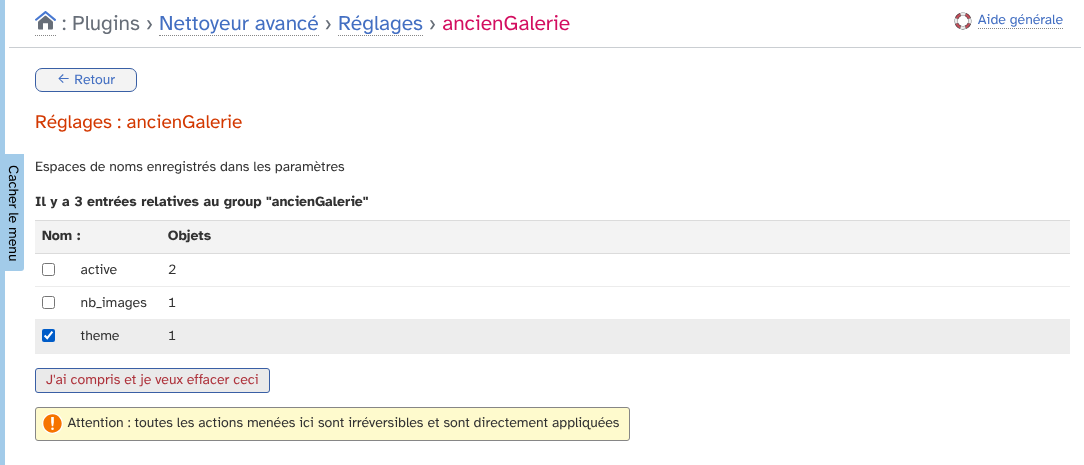 : Plugins › Nettoyeur avancé › Réglages › ancienGalerie
Aide générale
← Retour
Réglages : ancienGalerie
Cacher le menu
Espaces de noms enregistrés dans les paramètres
Il y a 3 entrées relatives au group "ancienGalerie"
Nom : Objets
active 2
nb_images 1
theme 1
J'ai compris et je veux effacer ceci
Attention : toutes les actions menées ici sont irréversibles et sont directement appliquées